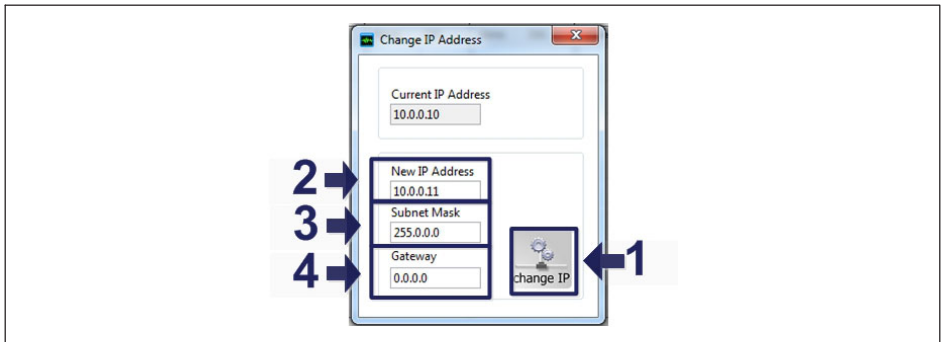 Change IP Address
Current IP Address
10.0.0.10
2
New IP Address
10.0.0.11
3
Subnet Mask
255.0.0.0
4
Gateway
0.0.0.0
change IP
1